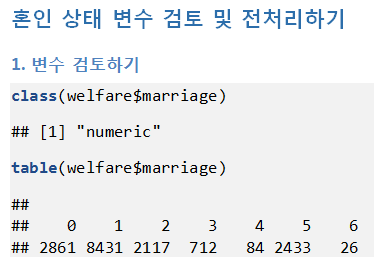 혼인 상태 변수 검토 및 전처리하기
1. 변수 검토하기
class(welfare$marriage)
## [1] "numeric"
table(welfare$marriage)
##
##    0    1    2    3    4    5    6
## 2861 8431 2117  712   84 2433   26